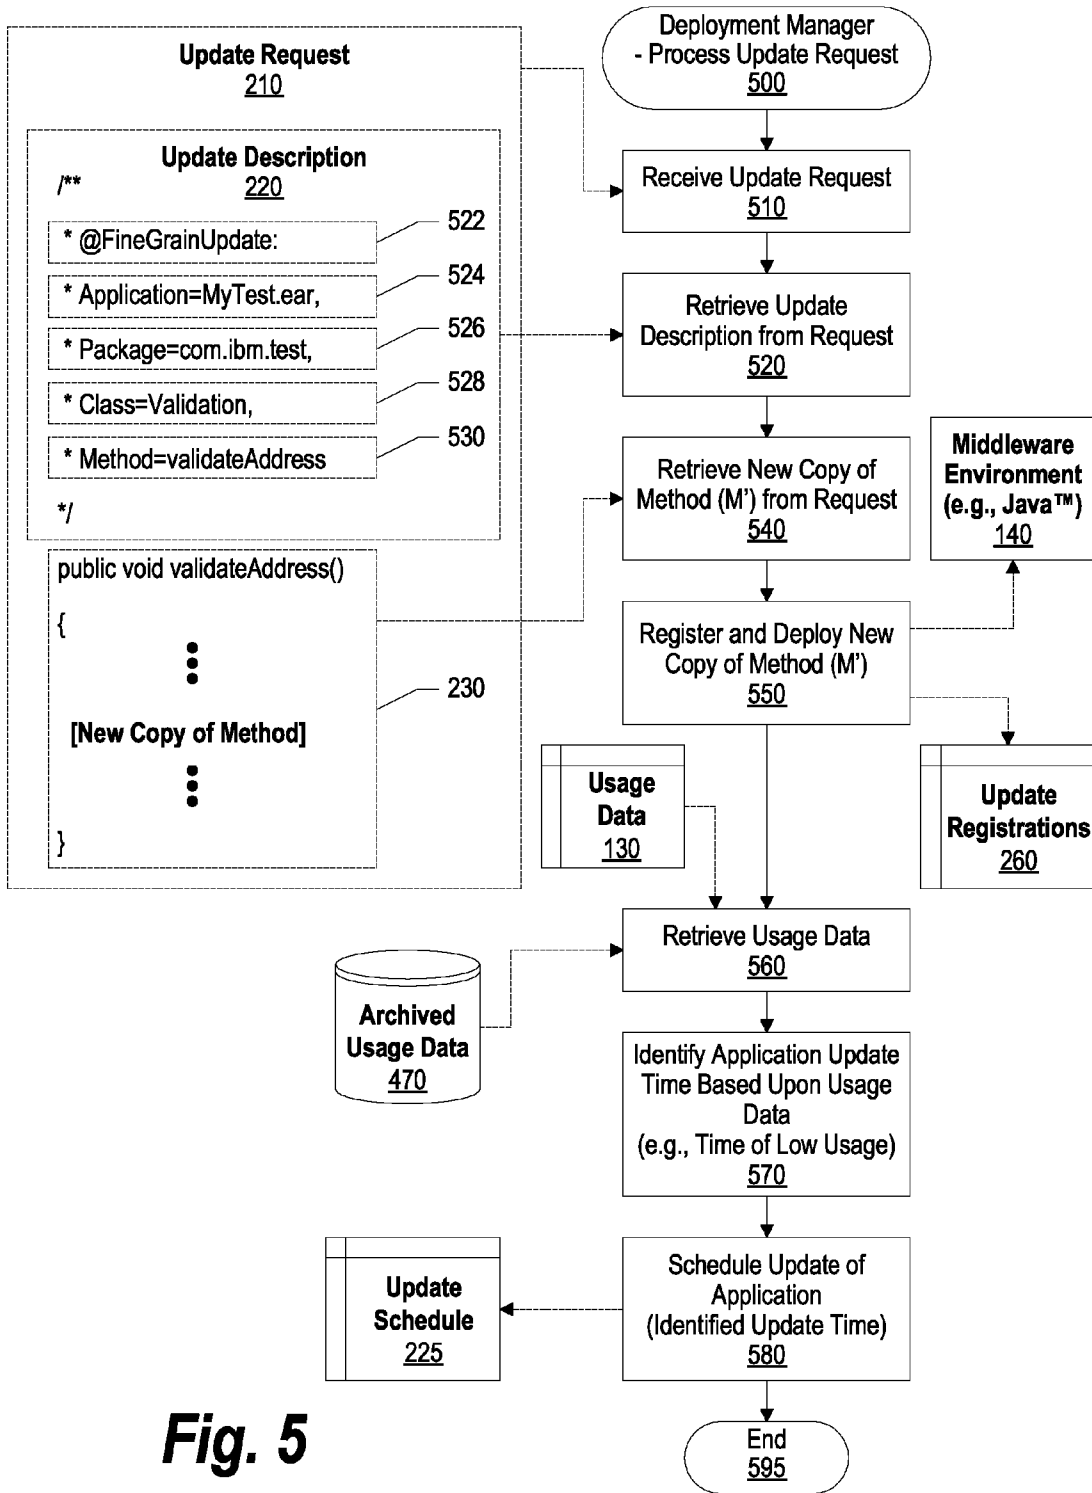 Update Request
210
Update Description
220
/**
* @FineGrainUpdate:
522
* Application=MyTest.ear,
524
* Package=com.ibm.test,
526
* Class=Validation,
528
* Method=validateAddress
530
*/
public void validateAddress()
{
[New Copy of Method]
230
}
Deployment Manager
- Process Update Request
500
Receive Update Request
510
Retrieve Update
Description from Request
520
Retrieve New Copy of
Method (M’) from Request
540
Middleware
Environment
(e.g., Java™)
140
Register and Deploy New
Copy of Method (M’)
550
Usage
Data
130
Update
Registrations
260
Retrieve Usage Data
560
Archived
Usage Data
470
Identify Application Update
Time Based Upon Usage
Data
(e.g., Time of Low Usage)
570
Schedule Update of
Application
(Identified Update Time)
580
Update
Schedule
225
End
595
Fig. 5